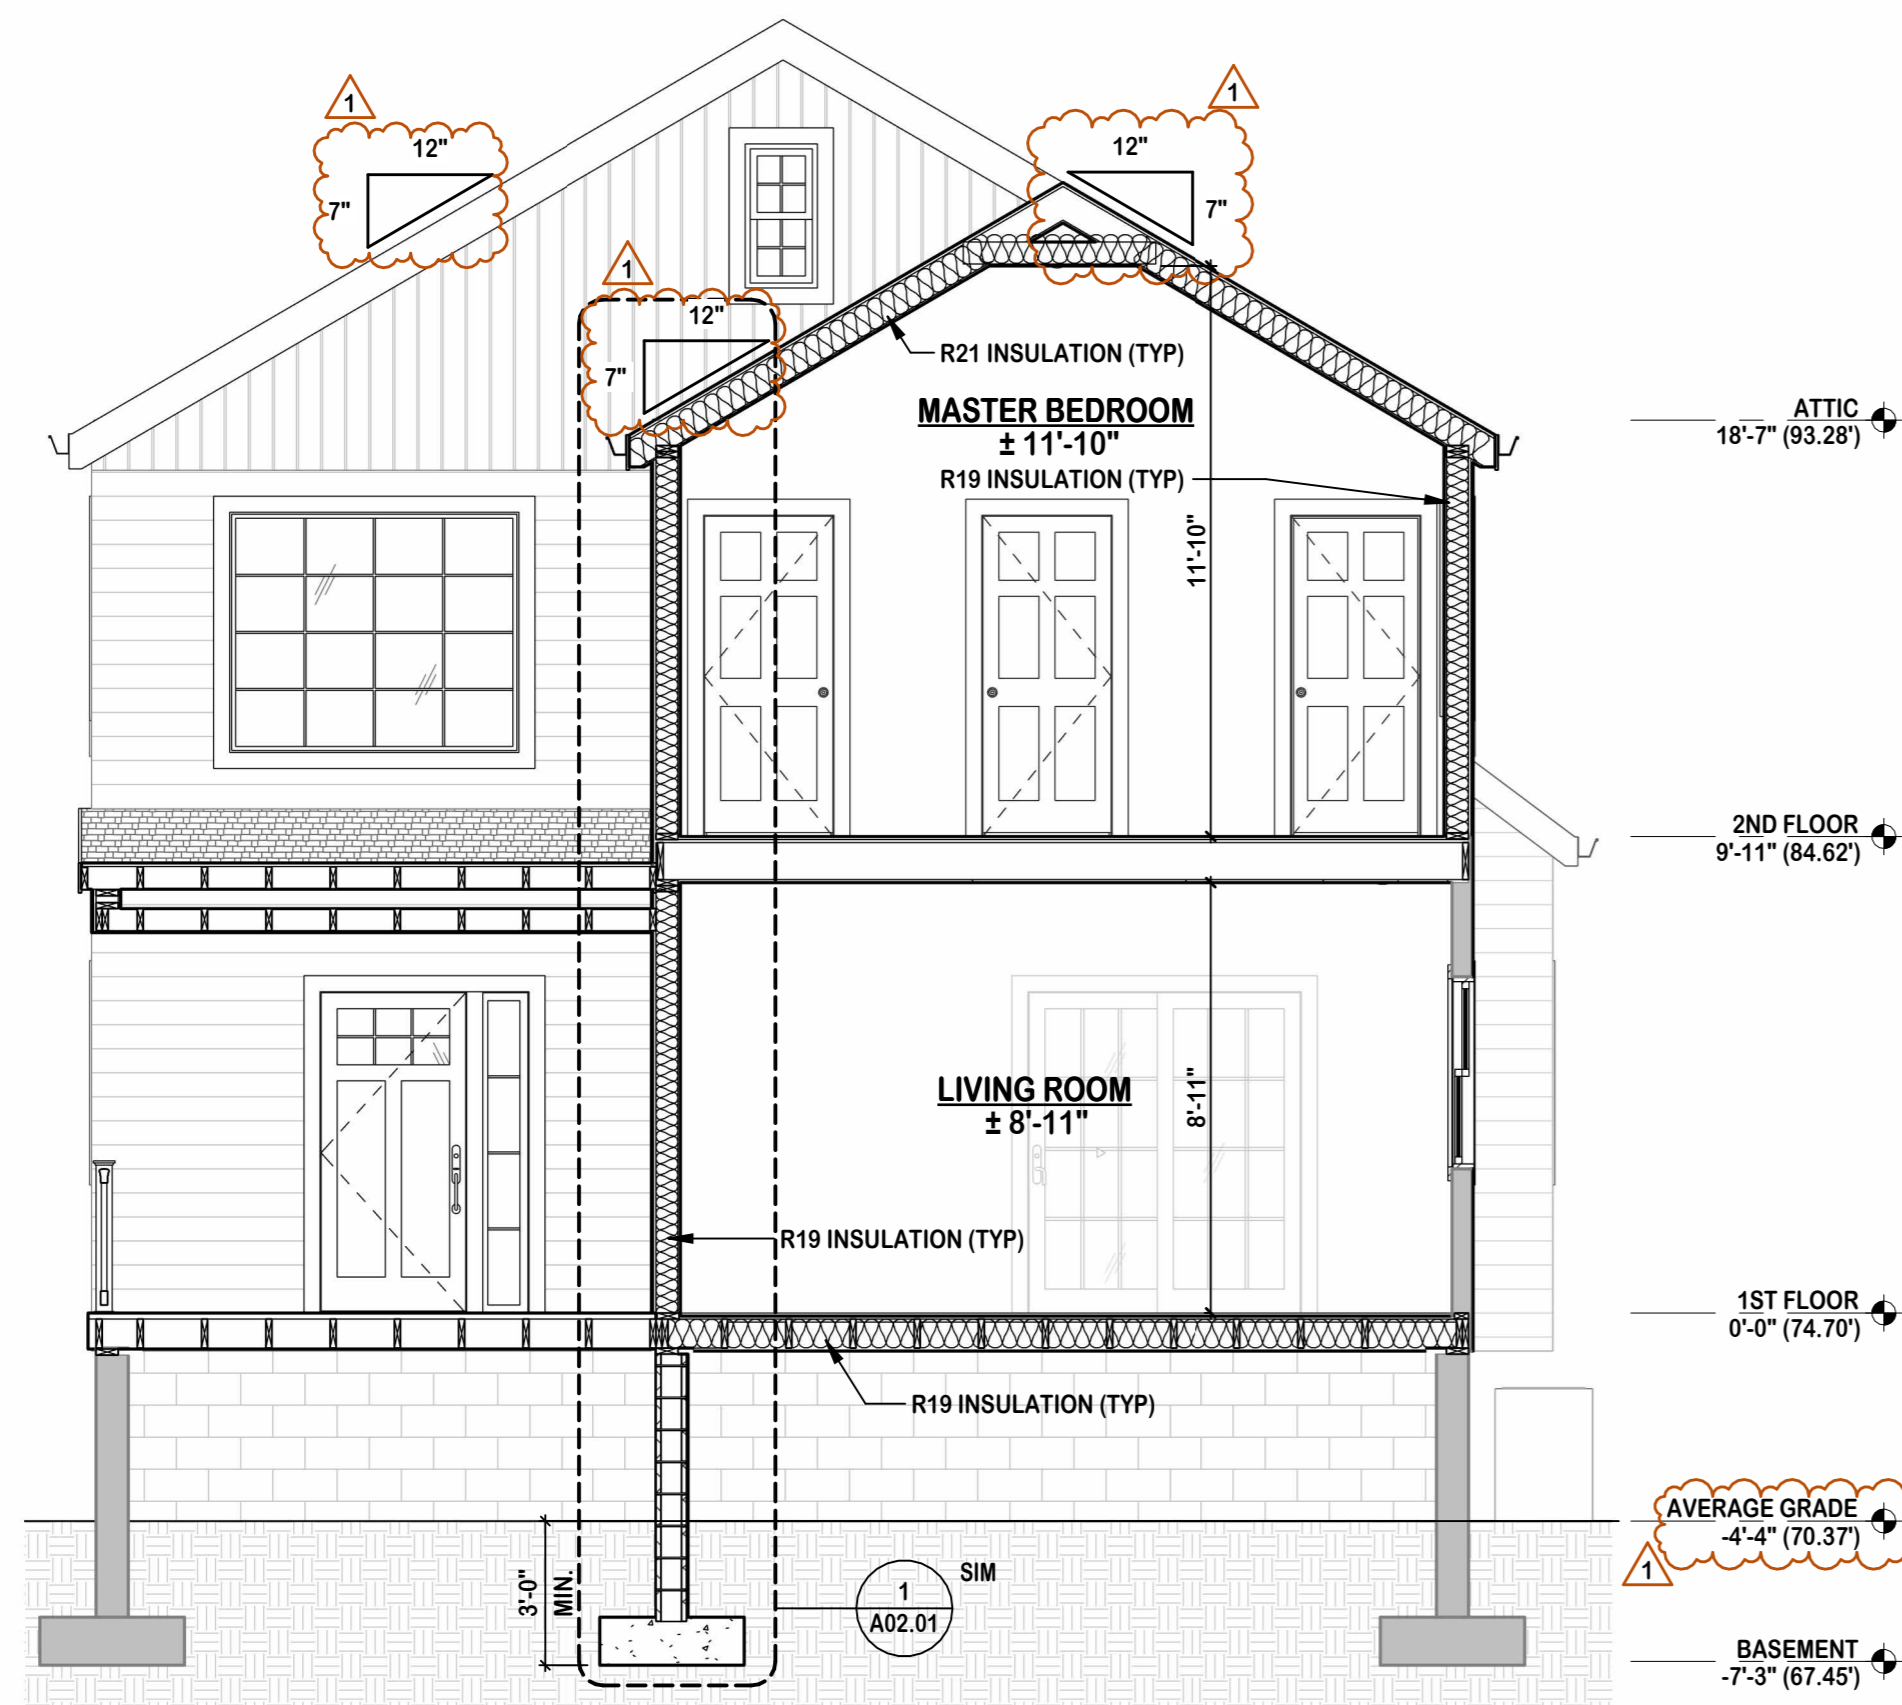 1
12"
7"
1
12"
7"
1
12"
7"
R21 INSULATION (TYP)
MASTER BEDROOM
± 11'-10"
R19 INSULATION (TYP)
11'-10"
ATTIC
18'-7" (93.28')
2ND FLOOR
9'-11" (84.62')
LIVING ROOM
± 8'-11"
8'-11"
R19 INSULATION (TYP)
1ST FLOOR
0'-0" (74.70')
R19 INSULATION (TYP)
AVERAGE GRADE
-4'-4" (70.37')
1
3'-0"
MIN.
SIM
1
A02.01
BASEMENT
-7'-3" (67.45')